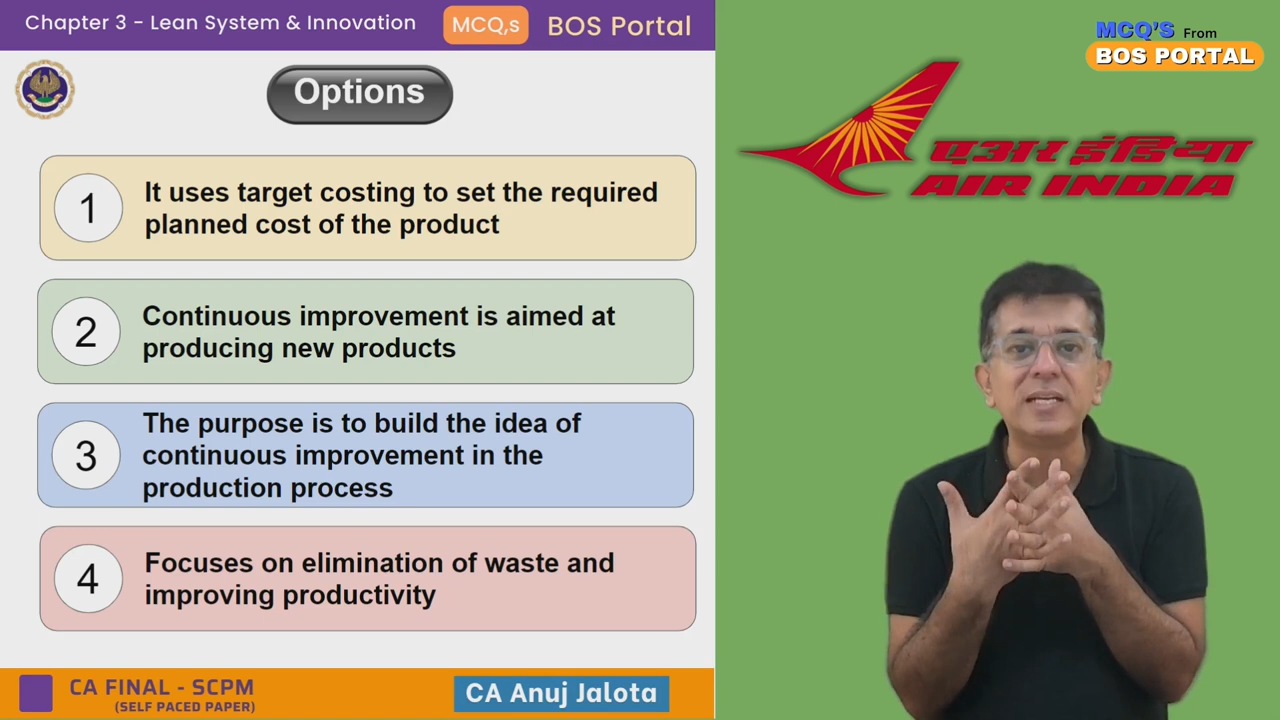 Chapter 3 - Lean System & Innovation
MCQ,s
BOS Portal
MCQ'S From
BOS PORTAL
Options
एअर इंडिया
AIR INDIA
1
It uses target costing to set the required
planned cost of the product
2
Continuous improvement is aimed at
producing new products
3
The purpose is to build the idea of
continuous improvement in the
production process
4
Focuses on elimination of waste and
improving productivity
CA FINAL - SCPM
(SELF PACED PAPER)
CA Anuj Jalota